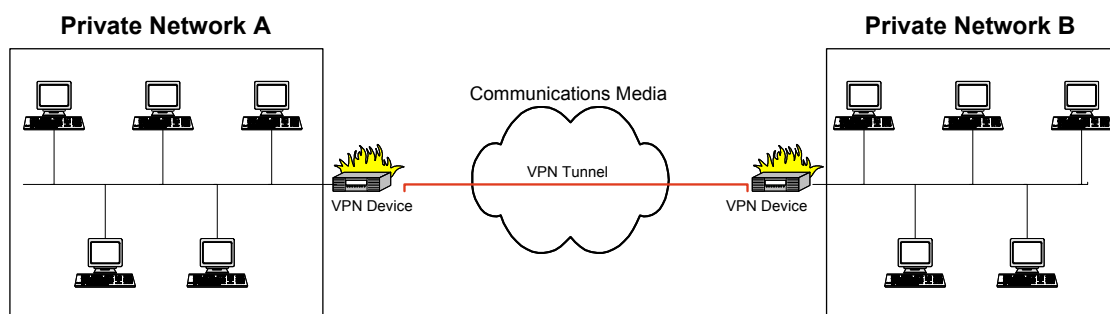 Private Network A
Private Network B
Communications Media
VPN Tunnel
VPN Device
VPN Device